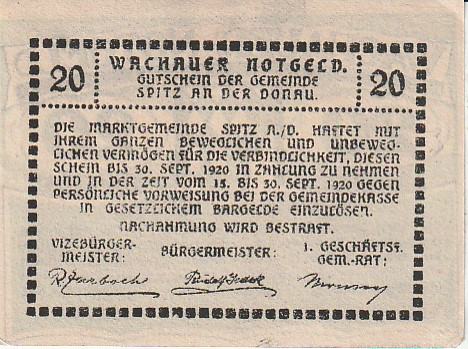 20
WACHAUER NOTGELD.
GUTSCHEIN DER GEMEINDE
SPITZ AN DER DONAU.
20
DIE MARKTGEMEINDE SPITZ A./D. HAFTET MIT
IHREM GANZEN BEWEGLICHEN UND UNBEWEG-
LICHEN VERMÖGEN FÜR DIE VERBINDLICHKEIT, DIESEN
SCHEIN BIS 30. SEPT. 1920 IN ZAHLUNG ZU NEHMEN
UND IN DER ZEIT VOM 15. BIS 30. SEPT. 1920 GEGEN
PERSÖNLICHE VORWEISUNG BEI DER GEMEINDEKASSE
IN GESETZLICHEM BARGELDE EINZULÖSEN.
NACHAHMUNG WIRD BESTRAFT.
VIZEBÜRGER-
MEISTER:
BÜRGERMEISTER:
1. GESCHÄFTSF.
GEM.-RAT: